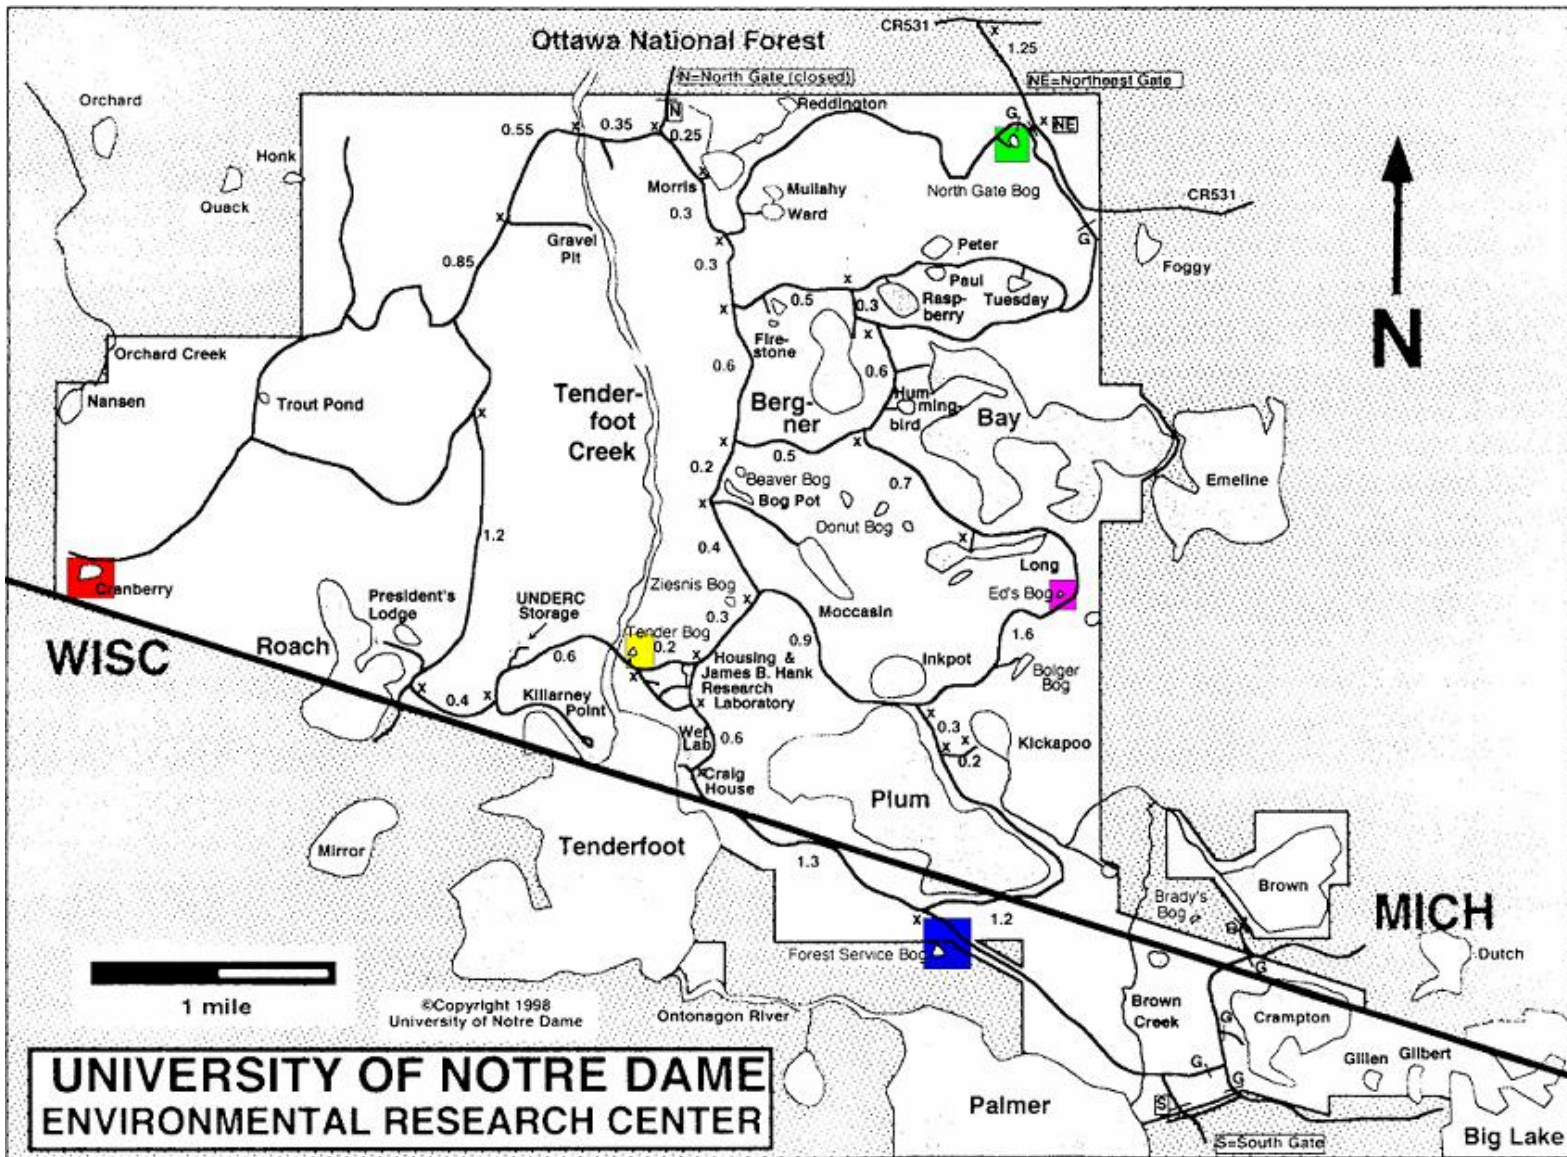 CR531
1.25
Ottawa National Forest
N=North Gate (closed)
NE=Northeast Gate
Orchard
Reddington
N
G
NE
0.55
0.35
0.25
Honk
Quack
Morris
Mullahy
Ward
North Gate Bog
CR531
0.3
G
Gravel
Pit
Peter
Foggy
0.85
0.3
Paul
Rasp-
berry
Tuesday
0.5
0.3
Fire-
stone
Orchard Creek
0.6
0.6
Nansen
Trout Pond
Tender-
foot
Creek
Berg-
ner
Hum-
ming-
bird
Bay
0.2
0.5
Beaver Bog
Bog Pot
0.7
Emeline
Donut Bog
1.2
0.4
Long
Cranberry
President's
Lodge
UNDERC
Storage
Ziesnis Bog
Ed's Bog
Moccasin
WISC
Roach
0.3
Tender Bog
0.2
0.9
1.6
0.6
Housing &
James B. Hank
Research
Laboratory
Inkpot
Bolger
Bog
0.4
Killarney
Point
Wet
Lab
0.6
0.3
Kickapoo
0.2
Craig
House
Plum
Mirror
Tenderfoot
1.3
Brown
Brady's
Bog
MICH
1.2
G
Forest Service Bog
G
Dutch
1 mile
©Copyright 1998
University of Notre Dame
Ontonagon River
Brown
Creek
Crampton
G
Gillen
Gilbert
G
G
UNIVERSITY OF NOTRE DAME
ENVIRONMENTAL RESEARCH CENTER
Palmer
S
S=South Gate
Big Lake
N